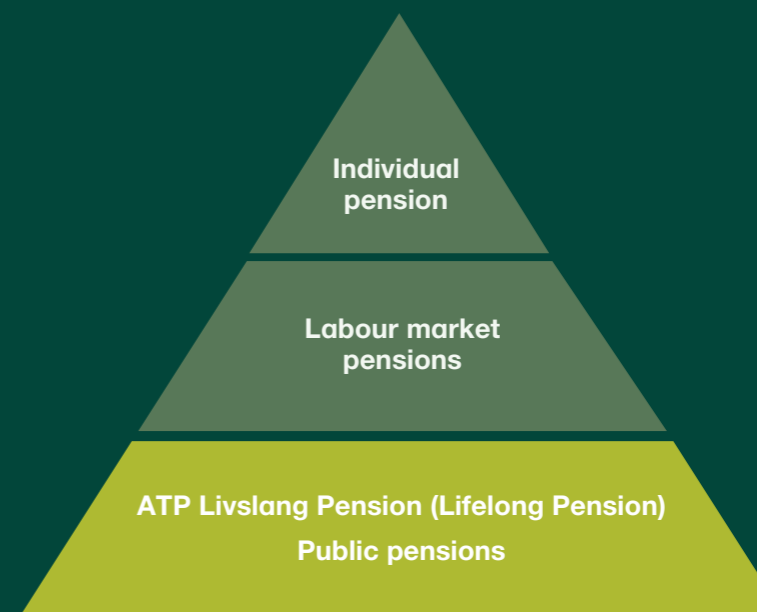 Individual
pension
Labour market
pensions
ATP Livslang Pension (Lifelong Pension)
Public pensions